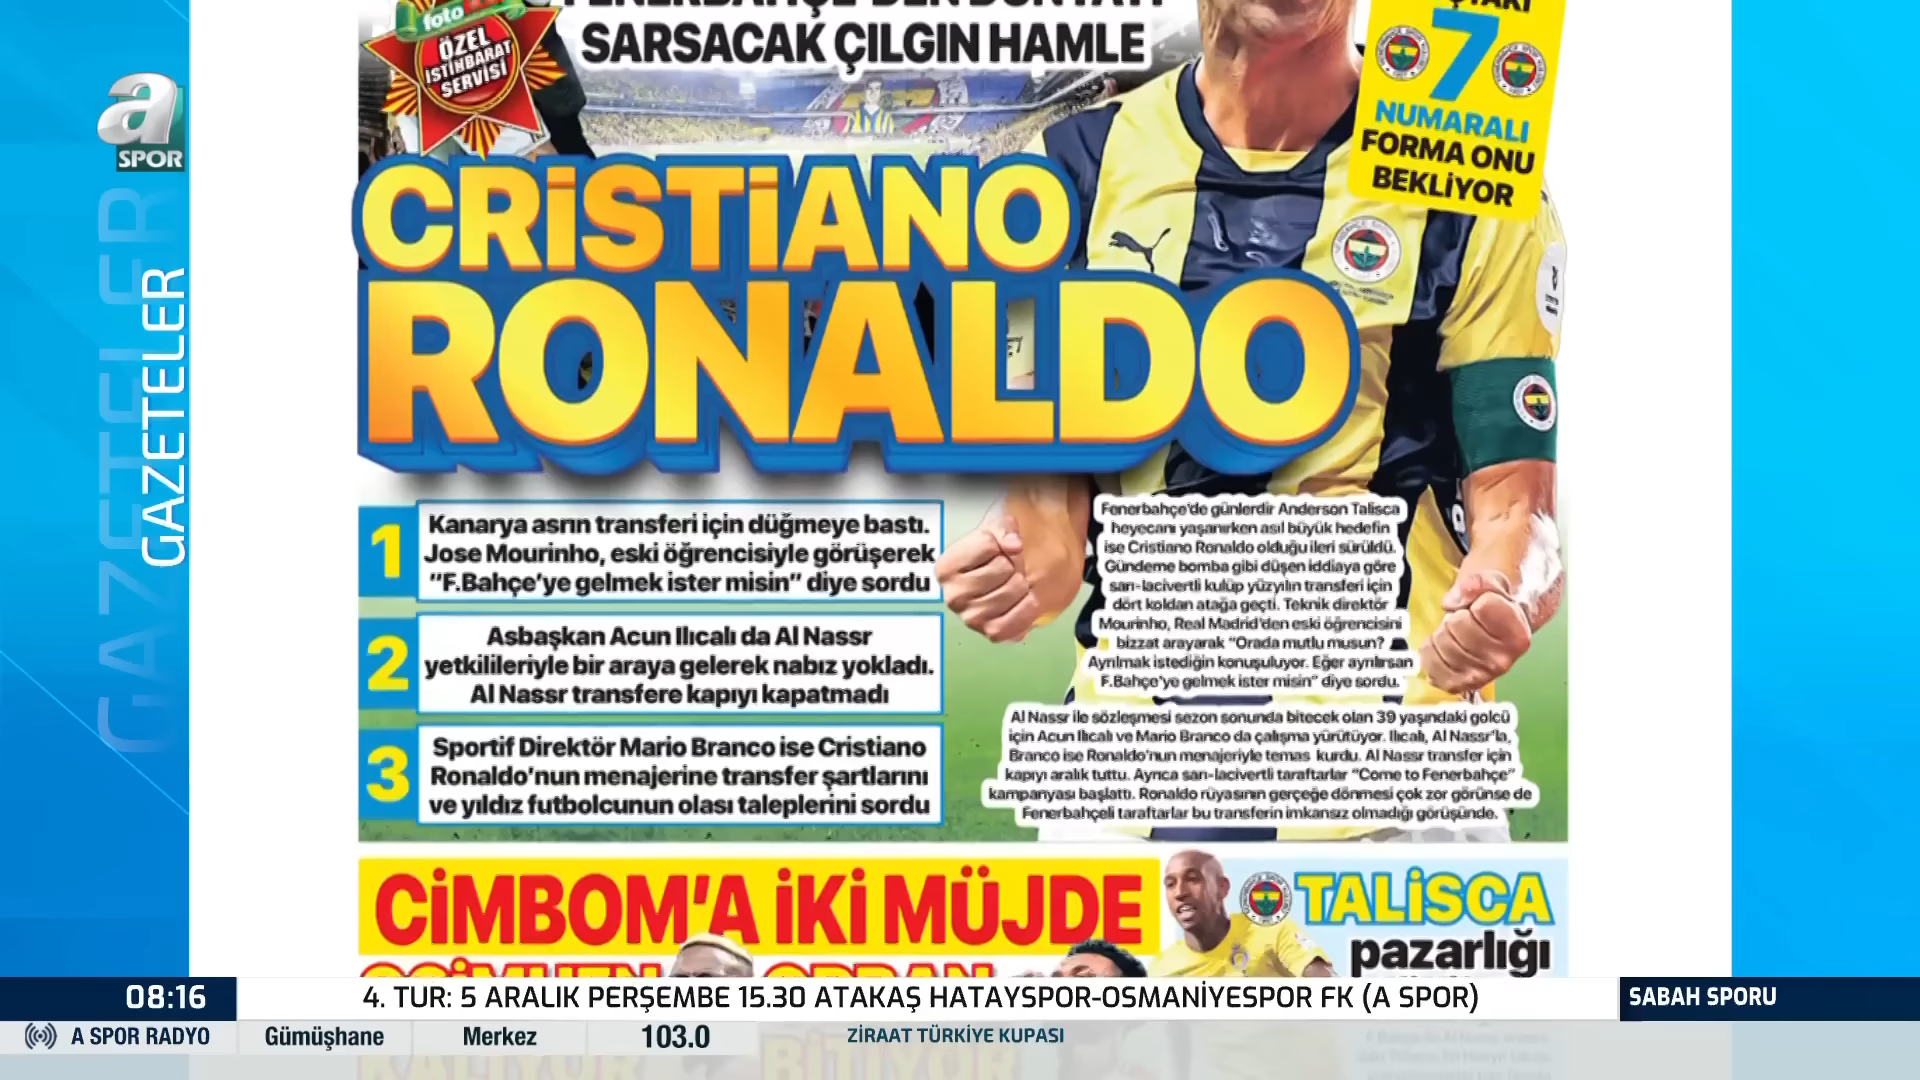 SARSACAK ÇILGIN HAMLE
foto
ÖZEL
İSTİHBARAT
SERVİSİ
7
NUMARALI
FORMA ONU
BEKLİYOR
CRİSTİANO
RONALDO
1
Kanarya asrın transferi için düğmeye bastı.
Jose Mourinho, eski öğrencisiyle görüşerek
"F.Bahçe'ye gelmek ister misin" diye sordu
2
Asbaşkan Acun Ilıcalı da Al Nassr
yetkilileriyle bir araya gelerek nabız yokladı.
Al Nassr transfere kapıyı kapatmadı
3
Sportif Direktör Mario Branco ise Cristiano
Ronaldo'nun menajerine transfer şartlarını
ve yıldız futbolcunun olası taleplerini sordu
Fenerbahçe'de günlerdir Anderson Talisca
heyecanı yaşanırken asıl büyük hedefin
ise Cristiano Ronaldo olduğu ileri sürüldü.
Gündeme bomba gibi düşen iddiaya göre
sarı-lacivertli kulüp yüzyılın transferi için
dört koldan atağa geçti. Teknik direktör
Mourinho, Real Madrid'den eski öğrencisini
bizzat arayarak "Orada mutlu musun?
Ayrılmak istediğin konuşuluyor. Eğer ayrılırsan
F.Bahçe'ye gelmek ister misin" diye sordu.
Al Nassr ile sözleşmesi sezon sonunda bitecek olan 39 yaşındaki golcü
için Acun Ilıcalı ve Mario Branco da çalışma yürütüyor. Ilıcalı, Al Nassr'la,
Branco ise Ronaldo'nun menajeriyle temas kurdu. Al Nassr transfer için
kapıyı aralık tuttu. Ayrıca sarı-lacivertli taraftarlar "Come to Fenerbahçe"
kampanyası başlattı. Ronaldo rüyasının gerçeğe dönmesi çok zor görünse de
Fenerbahçeli taraftarlar bu transferin imkansız olmadığı görüşünde.
CİMBOM'A İKİ MÜJDE
TALİSCA
pazarlığı
a
SPOR
GAZETELER
GAZETELER
08:16
4. TUR: 5 ARALIK PERŞEMBE 15.30 ATAKAŞ HATAYSPOR-OSMANİYESPOR FK (A SPOR)
SABAH SPORU
A SPOR RADYO
Gümüşhane
Merkez
103.0
ZİRAAT TÜRKİYE KUPASI
KALIYOR
BİTİYOR